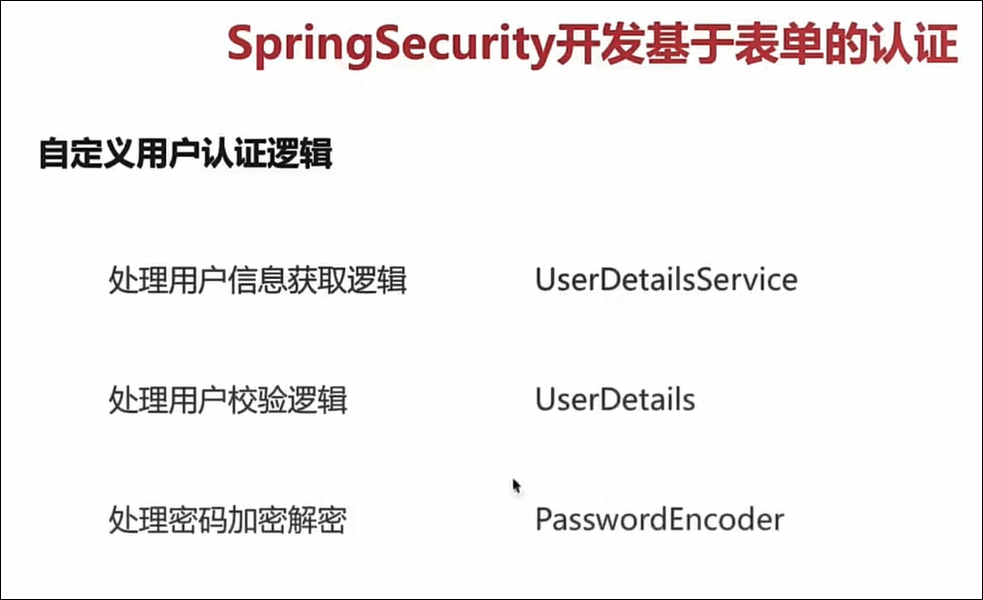 SpringSecurity开发基于表单的认证
自定义用户认证逻辑
处理用户信息获取逻辑 UserDetailsService
处理用户校验逻辑 UserDetails
处理密码加密解密 PasswordEncoder